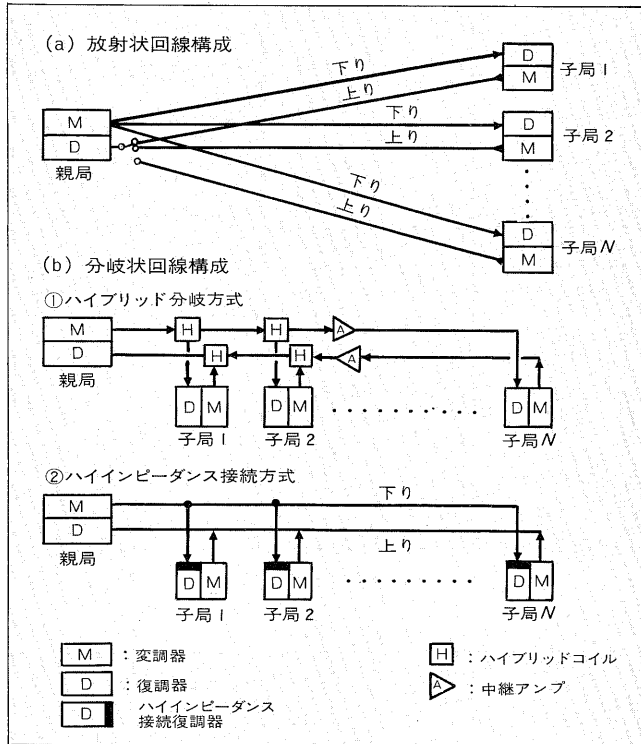 (a) 放射状回線構成
下り
上り
D
M
子局 1
M
D
親局
下り
上り
D
M
子局 2
下り
上り
D
M
子局 N
(b) 分岐状回線構成
①ハイブリッド分岐方式
M
D
親局
H
H
A
H
H
A
D M
子局 1
D M
子局 2
D M
子局 N
②ハイインピーダンス接続方式
M
D
親局
下り
上り
D M
子局 1
D M
子局 2
D M
子局 N
M :変調器
D :復調器
D :ハイインピーダンス
接続復調器
H :ハイブリッドコイル
A :中継アンプ